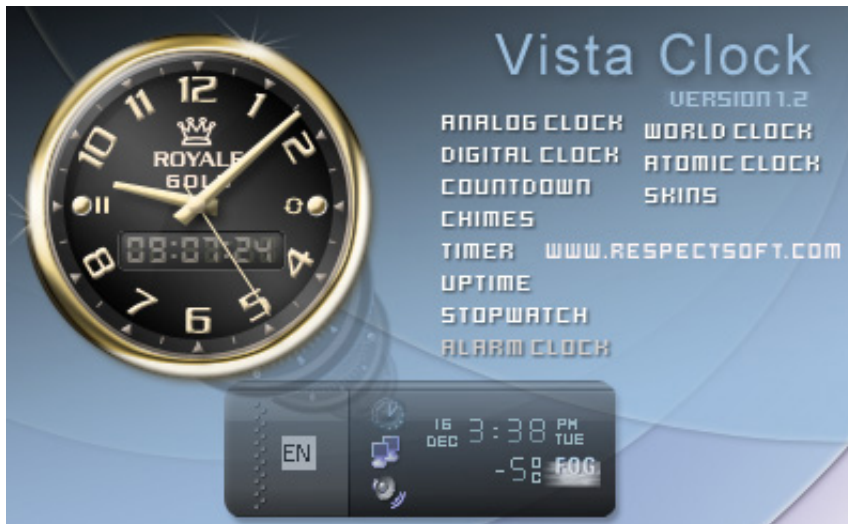 Vista Clock
VERSION 1.2
ANALOG CLOCK
DIGITAL CLOCK
COUNTDOWN
CHIMES
TIMER
UPTIME
STOPWATCH
ALARM CLOCK
WORLD CLOCK
ATOMIC CLOCK
SKINS
WWW.RESPECTSOFT.COM
12
1
2
4
5
6
7
8
10
11
ROYALE
GOLD
09:07:24
EN
16 DEC
3:38 PM TUE
-5°C FOG